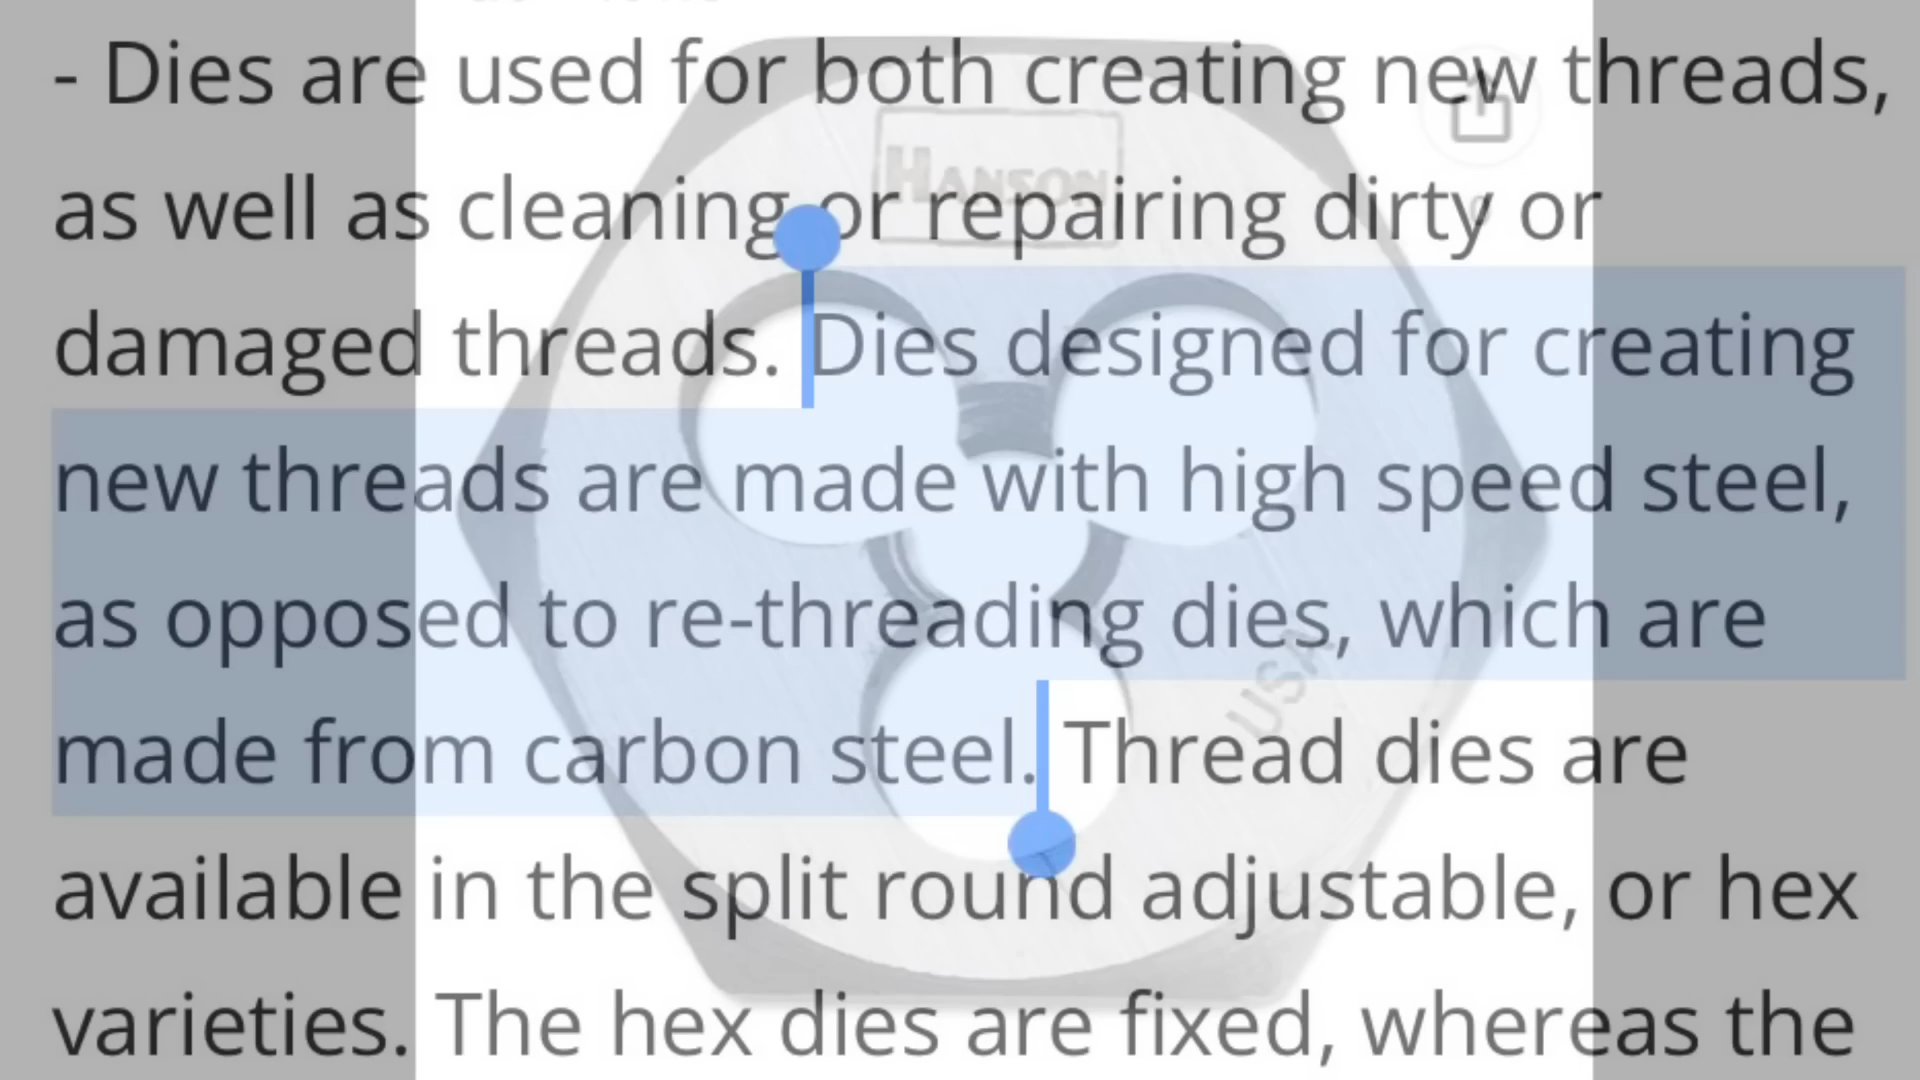 - Dies are used for both creating new threads,
HANSON
as well as cleaning or repairing dirty or
damaged threads. Dies designed for creating
new threads are made with high speed steel,
as opposed to re-threading dies, which are
USA
made from carbon steel. Thread dies are
available in the split round adjustable, or hex
varieties. The hex dies are fixed, whereas the